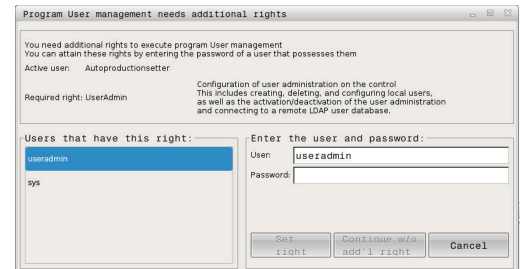 Program User management needs additional rights
You need additional rights to execute program User management
You can attain these rights by entering the password of a user that possesses them
Active user: Autoproductionsetter
Required right: UserAdmin
Configuration of user administration on the control
This includes creating, deleting, and configuring local users,
as well as the activation/deactivation of the user administration
and connecting to a remote LDAP user database.
Users that have this right:
useradmin
sys
Enter the user and password:
User: useradmin
Password:
Set
right
Continue w/o
add'l right
Cancel